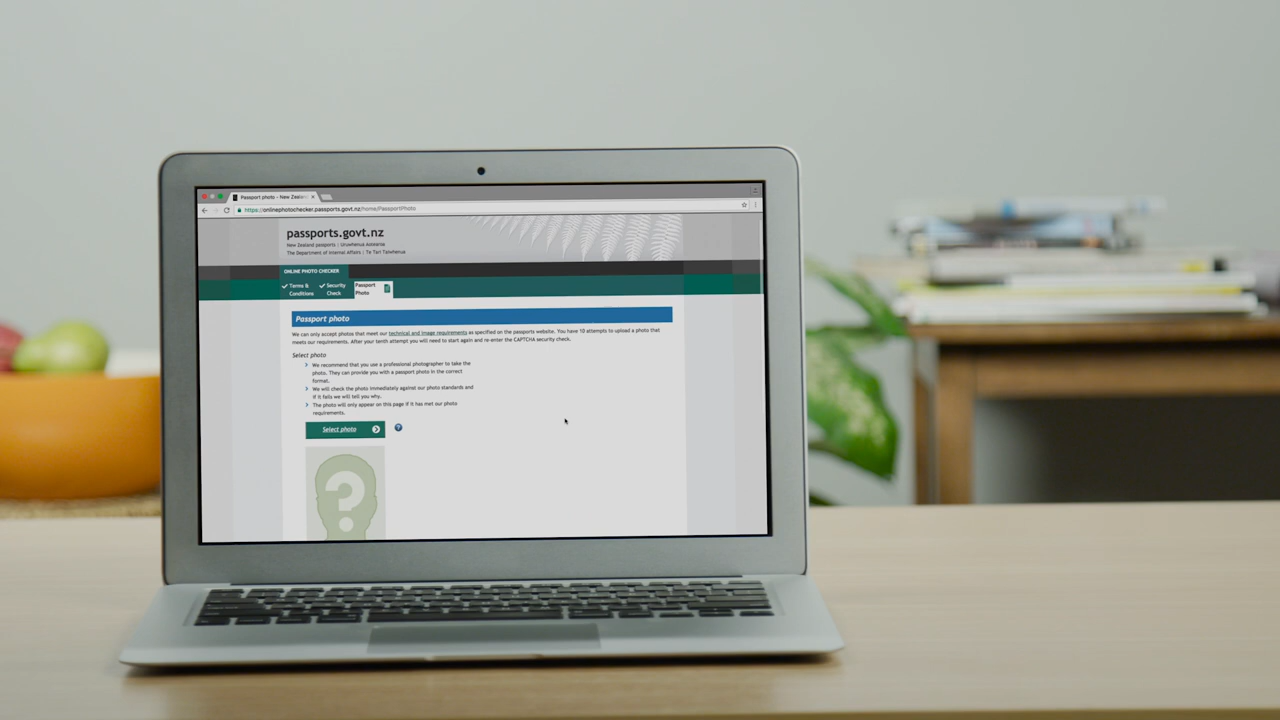 Passport photo - New Zealan
https://onlinephotochecker.passports.govt.nz/home/PassportPhoto
passports.govt.nz
New Zealand passports | Uruwhenua Aotearoa
The Department of Internal Affairs | Te Tari Taiwhenua
ONLINE PHOTO CHECKER
Terms & Conditions
Security Check
Passport Photo
Passport photo
We can only accept photos that meet our technical and image requirements as specified on the passports website. You have 10 attempts to upload a photo that
meets our requirements. After your tenth attempt you will need to start again and re-enter the CAPTCHA security check.
Select photo
We recommend that you use a professional photographer to take the
photo. They can provide you with a passport photo in the correct
format.
We will check the photo immediately against our photo standards and
if it fails we will tell you why.
The photo will only appear on this page if it has met our photo
requirements.
Select photo
?
?